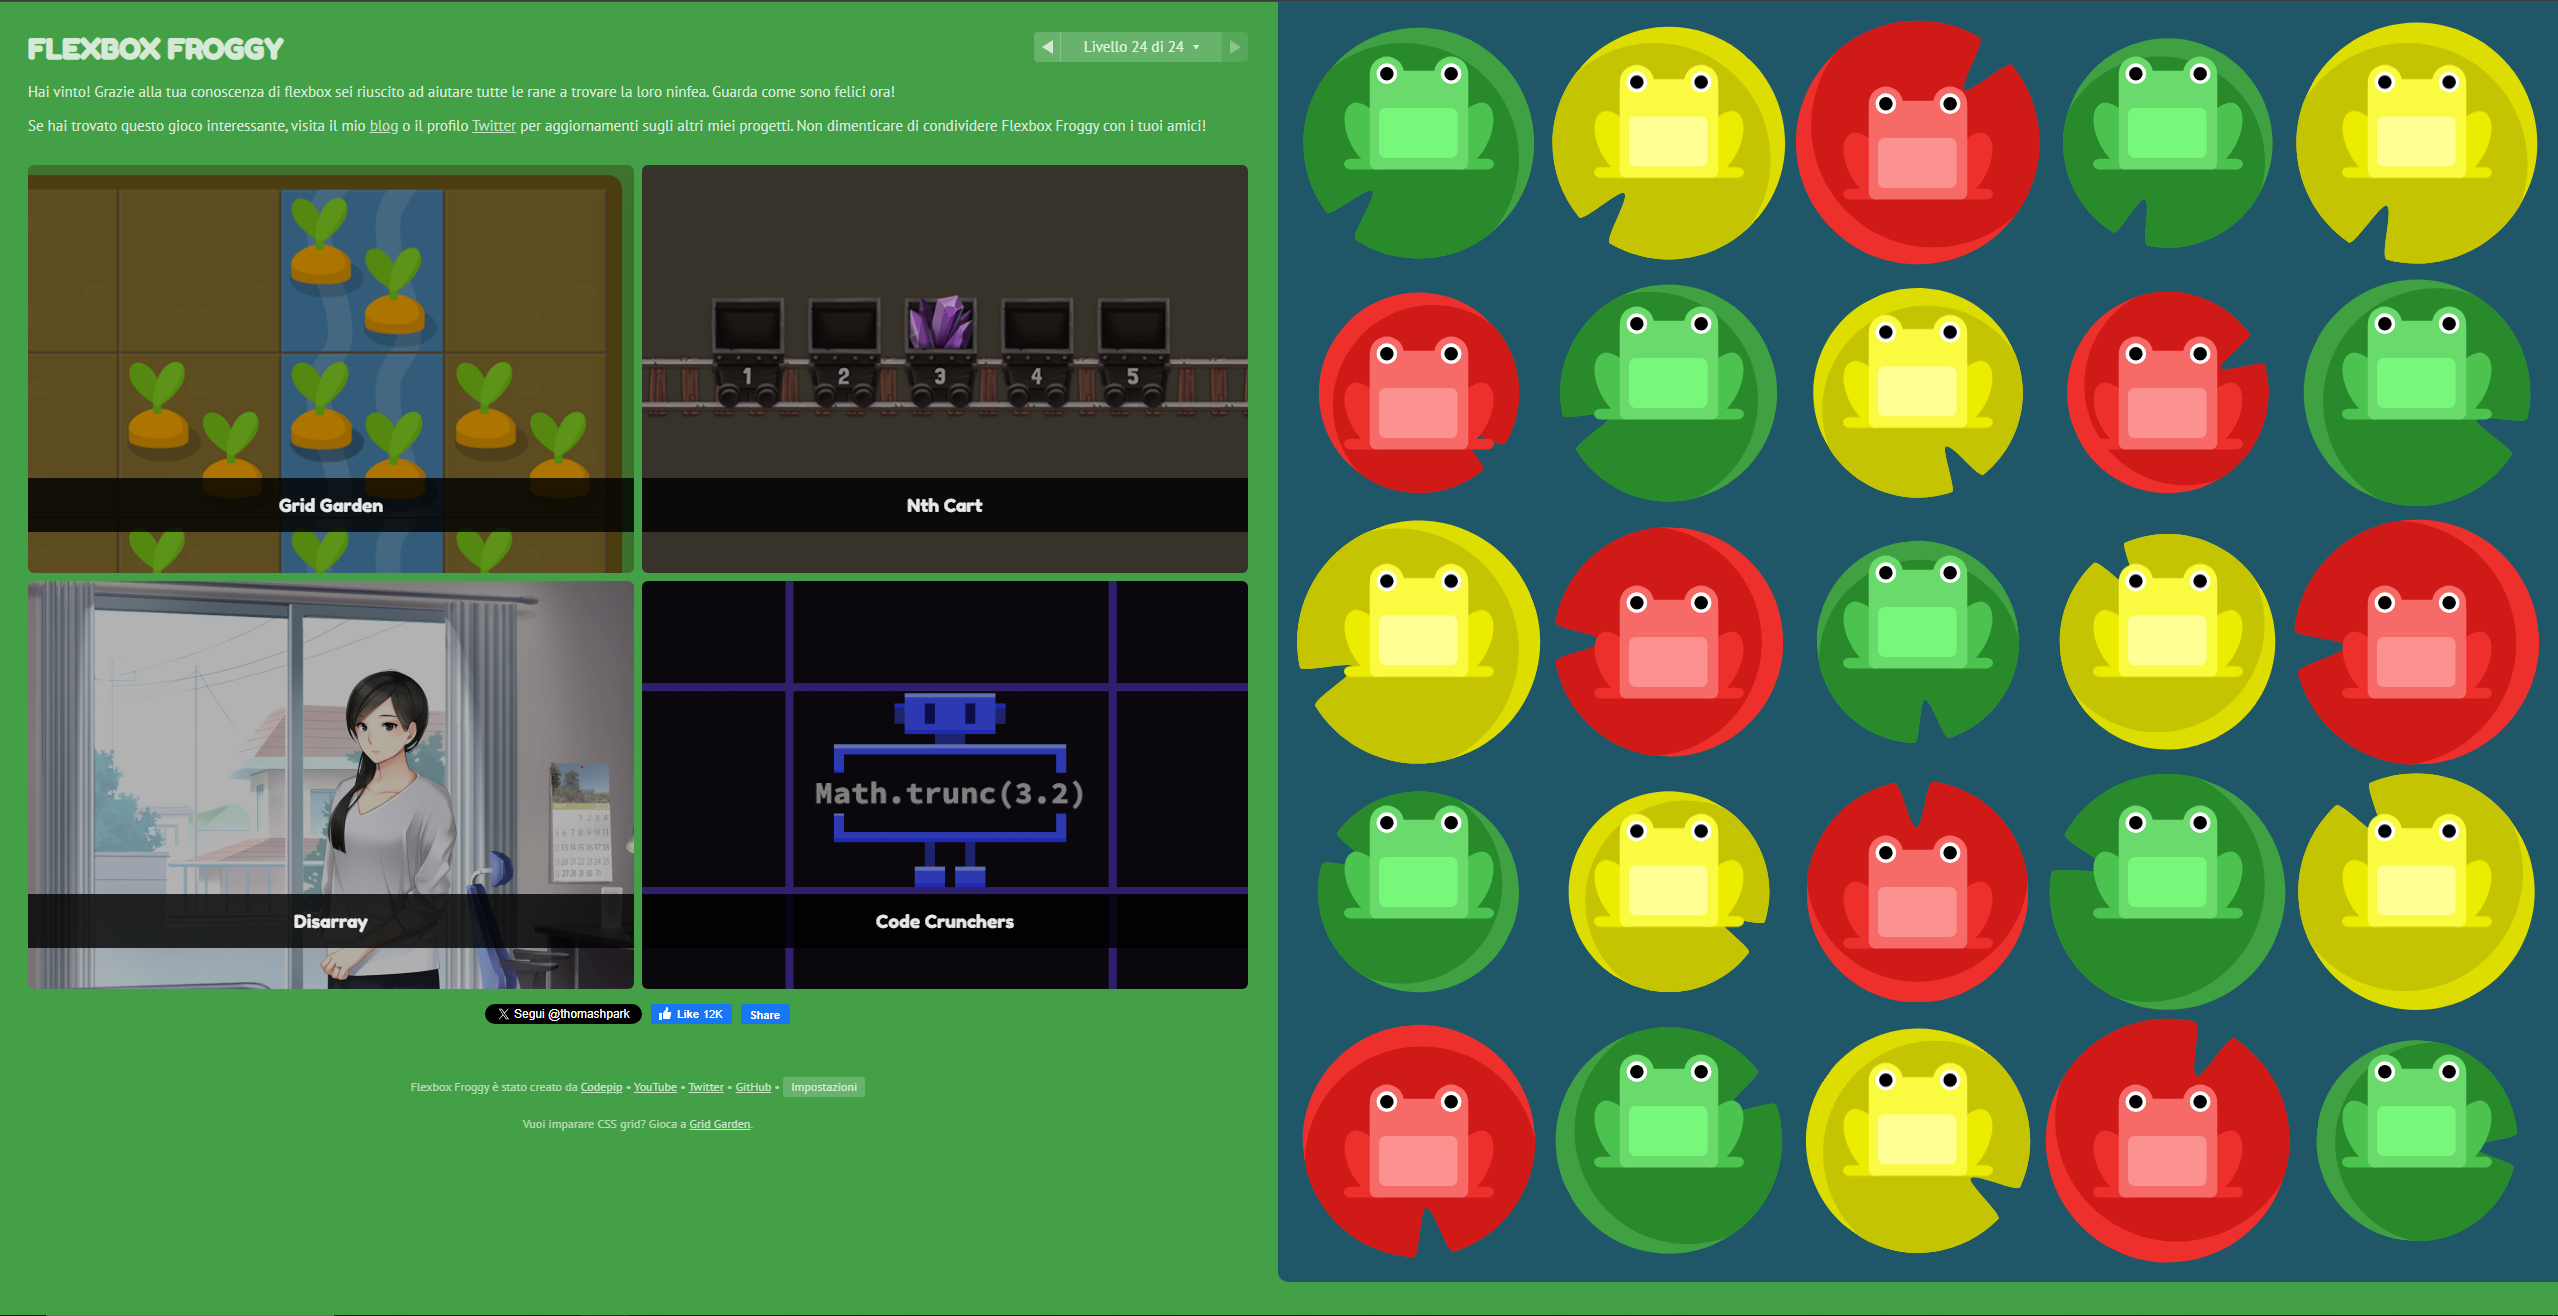 FLEXBOX FROGGY
Livello 24 di 24
Hai vinto! Grazie alla tua conoscenza di flexbox sei riuscito ad aiutare tutte le rane a trovare la loro ninfea. Guarda come sono felici ora!
Se hai trovato questo gioco interessante, visita il mio blog o il profilo Twitter per aggiornamenti sugli altri miei progetti. Non dimenticare di condividere Flexbox Froggy con i tuoi amici!
1 2 3 4 5
Grid Garden
Nth Cart
Math.trunc(3.2)
Disarray
Code Crunchers
Segui @thomashpark
Like 12K
Share
Flexbox Froggy è stato creato da Codepip • YouTube • Twitter • GitHub • Impostazioni
Vuoi imparare CSS grid? Gioca a Grid Garden.